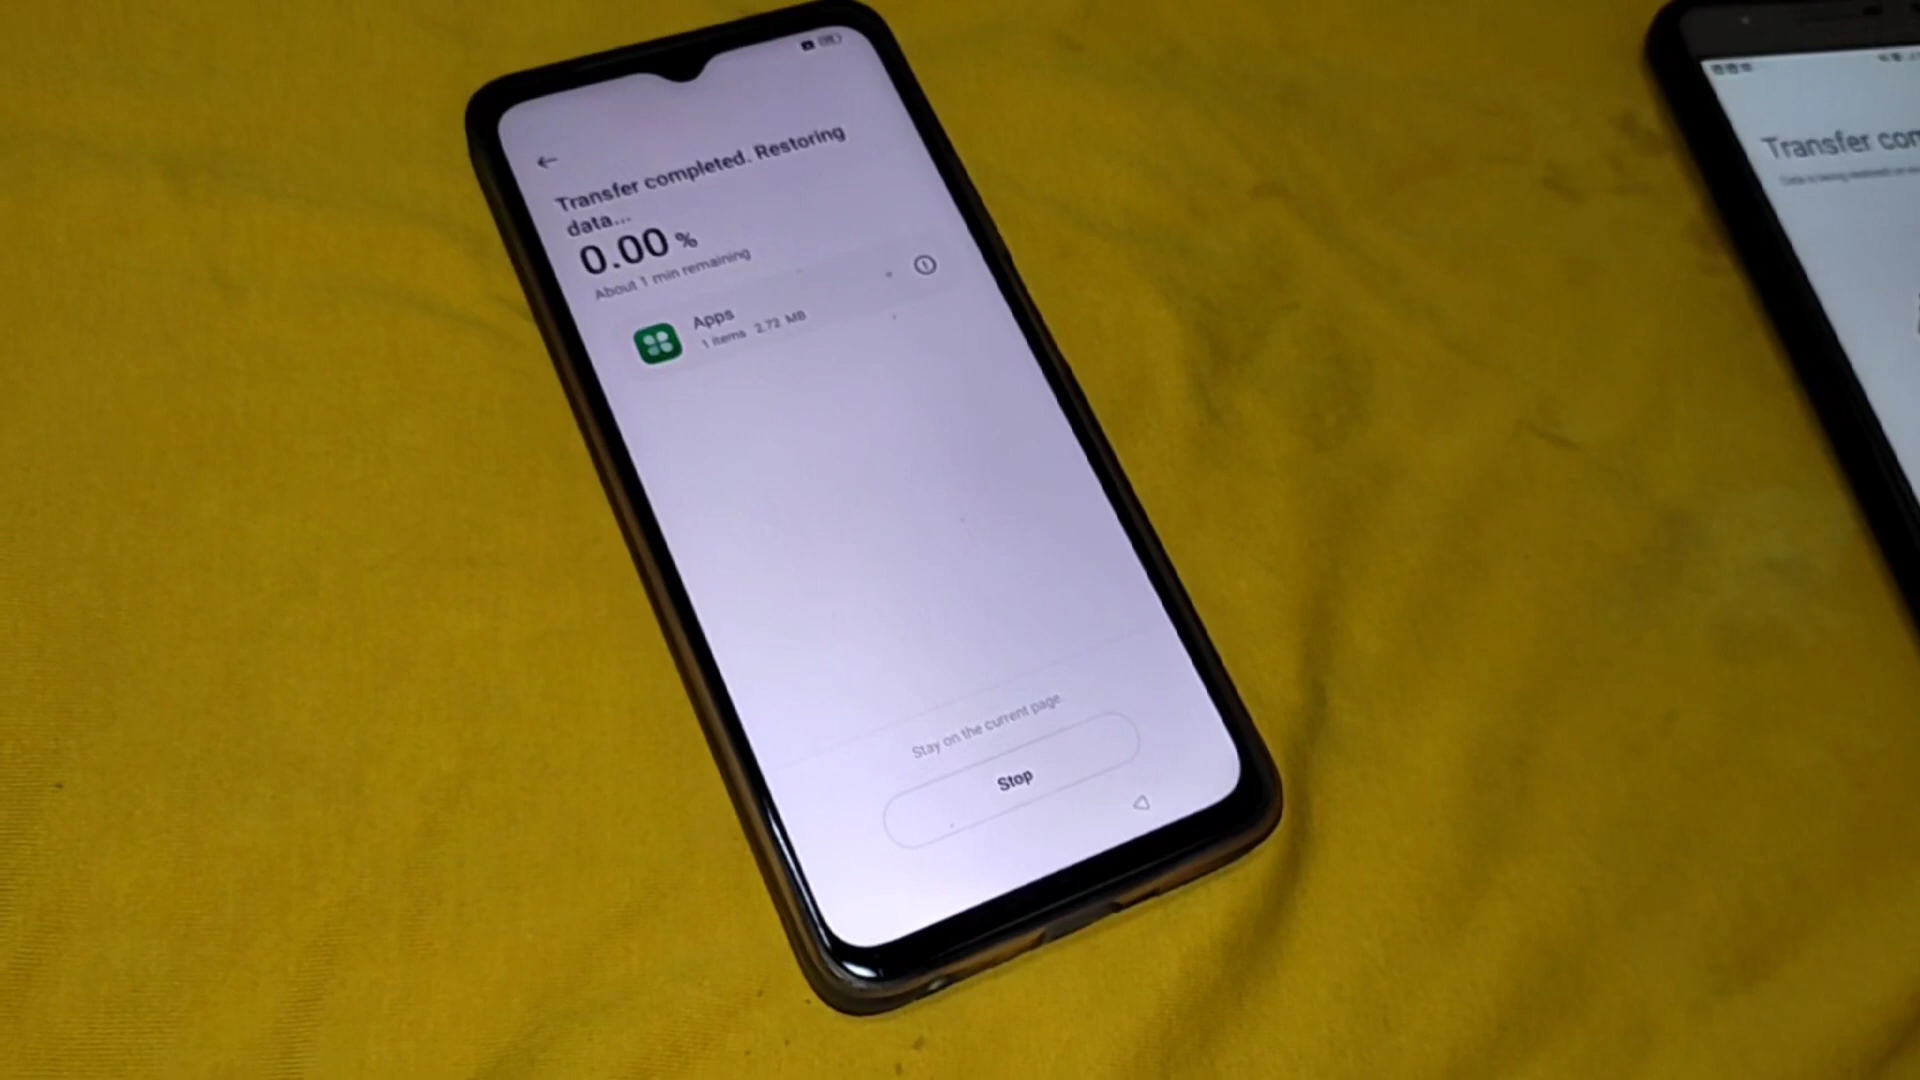 Transfer completed. Restoring
data...
0.00 %
About 1 min remaining
Apps
1 items 2.72 MB
Stay on the current page
Stop
Transfer com